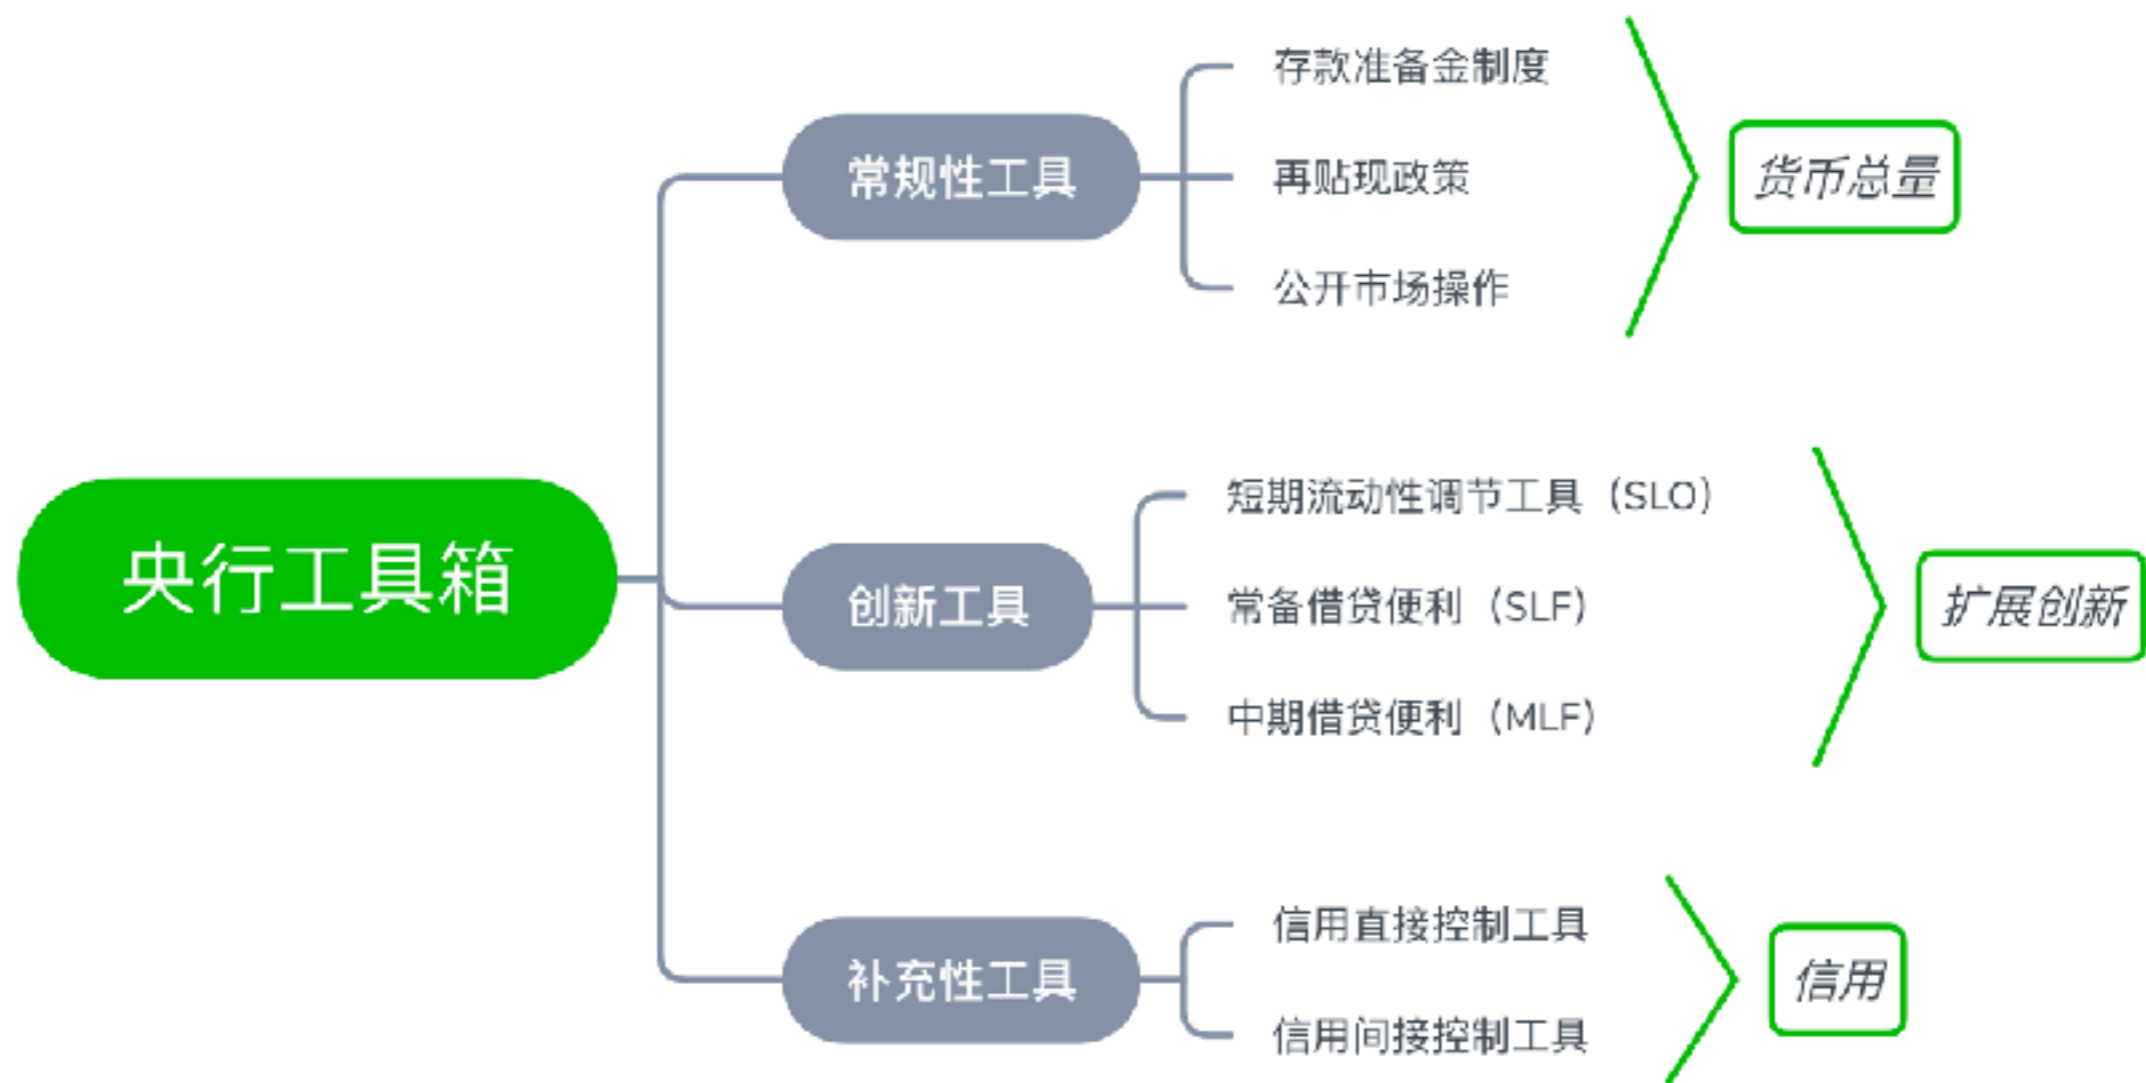 央行工具箱
常规性工具
存款准备金制度
再贴现政策
公开市场操作
货币总量
创新工具
短期流动性调节工具（SLO）
常备借贷便利（SLF）
中期借贷便利（MLF）
扩展创新
补充性工具
信用直接控制工具
信用间接控制工具
信用